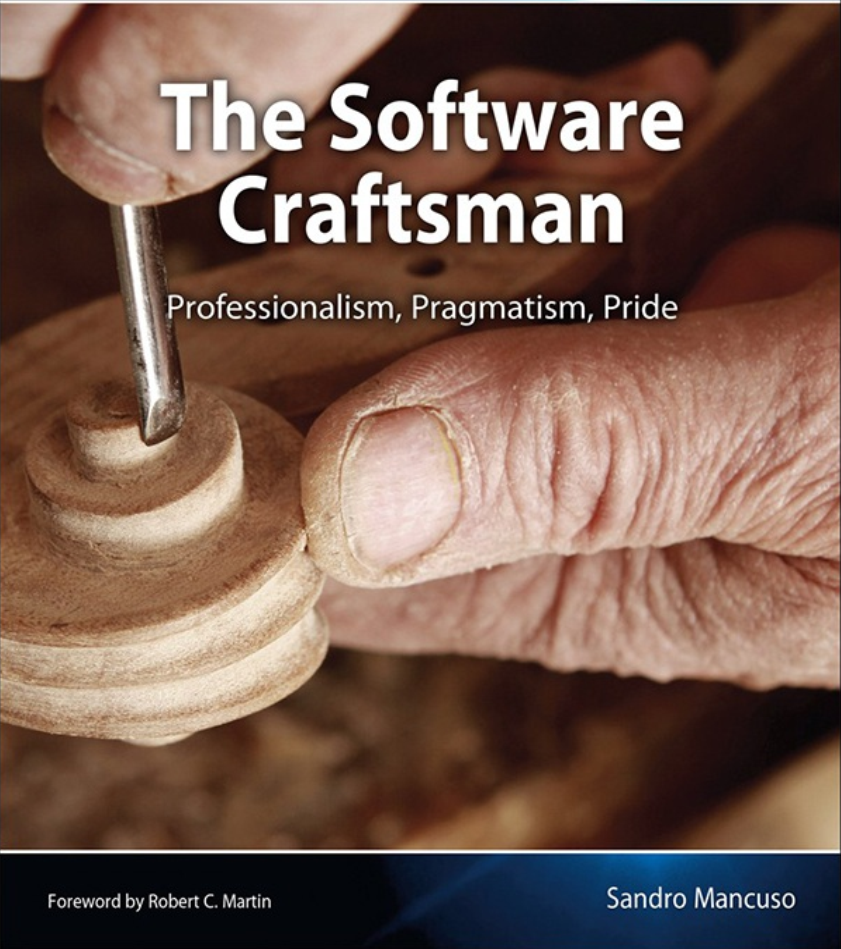 The Software
Craftsman
Professionalism, Pragmatism, Pride
Foreword by Robert C. Martin
Sandro Mancuso